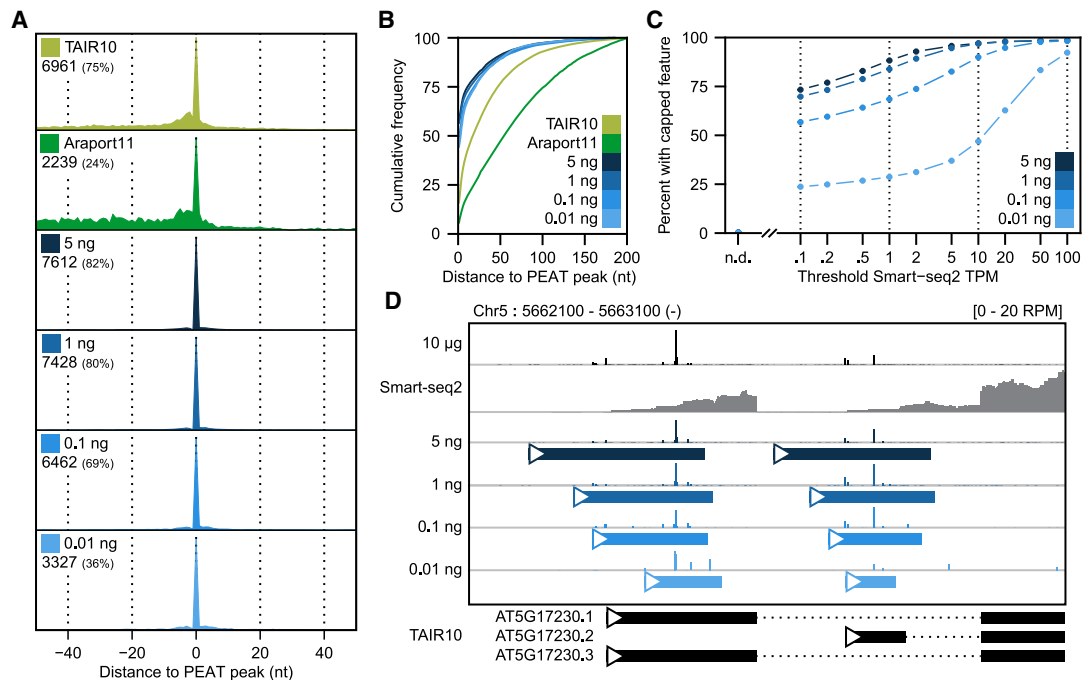 A
TAIR10
6961 (75%)
Araport11
2239 (24%)
5 ng
7612 (82%)
1 ng
7428 (80%)
0.1 ng
6462 (69%)
0.01 ng
3327 (36%)
−40 −20 0 20 40
Distance to PEAT peak (nt)
B
Cumulative frequency
100
75
50
25
0
TAIR10
Araport11
5 ng
1 ng
0.1 ng
0.01 ng
0 50 100 150 200
Distance to PEAT peak (nt)
C
Percent with capped feature
100
75
50
25
0
5 ng
1 ng
0.1 ng
0.01 ng
n.d. .1 .2 .5 1 2 5 10 20 50 100
Threshold Smart−seq2 TPM
D
Chr5 : 5662100 - 5663100 (-) [0 - 20 RPM]
10 µg
Smart-seq2
5 ng
1 ng
0.1 ng
0.01 ng
TAIR10
AT5G17230.1
AT5G17230.2
AT5G17230.3